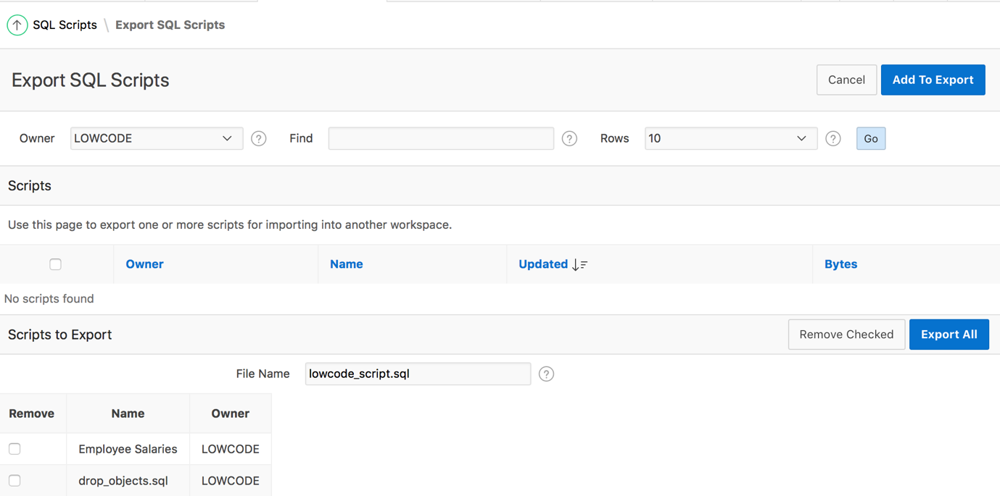 SQL Scripts \ Export SQL Scripts
Export SQL Scripts Cancel Add To Export
Owner LOWCODE ? Find ? Rows 10 ? Go
Scripts
Use this page to export one or more scripts for importing into another workspace.
Owner Name Updated Bytes
No scripts found
Scripts to Export Remove Checked Export All
File Name lowcode_script.sql ?
Remove Name Owner
Employee Salaries LOWCODE
drop_objects.sql LOWCODE